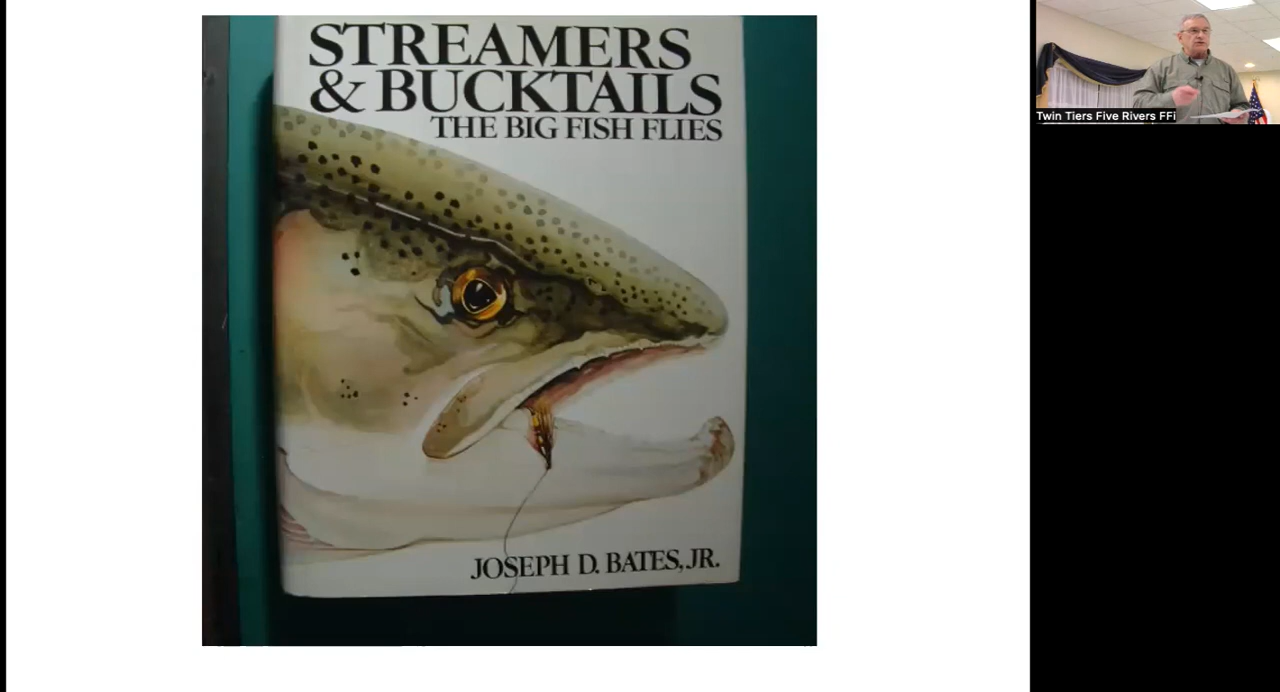 STREAMERS
& BUCKTAILS
THE BIG FISH FLIES
JOSEPH D. BATES, JR.
Twin Tiers Five Rivers FFi